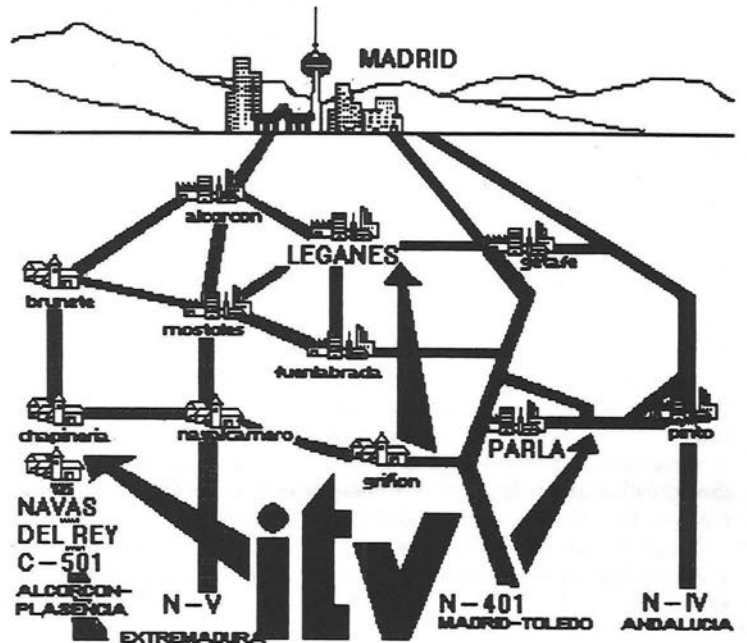 MADRID
alcorcon
LEGANES
getafe
brunete
mostoles
fuenlabrada
chapineria
navalcarnero
griñon
PARLA
pinto
NAVAS
DEL REY
C-501
ALCORCON-
PLASENCIA
N-V
EXTREMADURA
itv
N-401
MADRID-TOLEDO
N-IV
ANDALUCIA